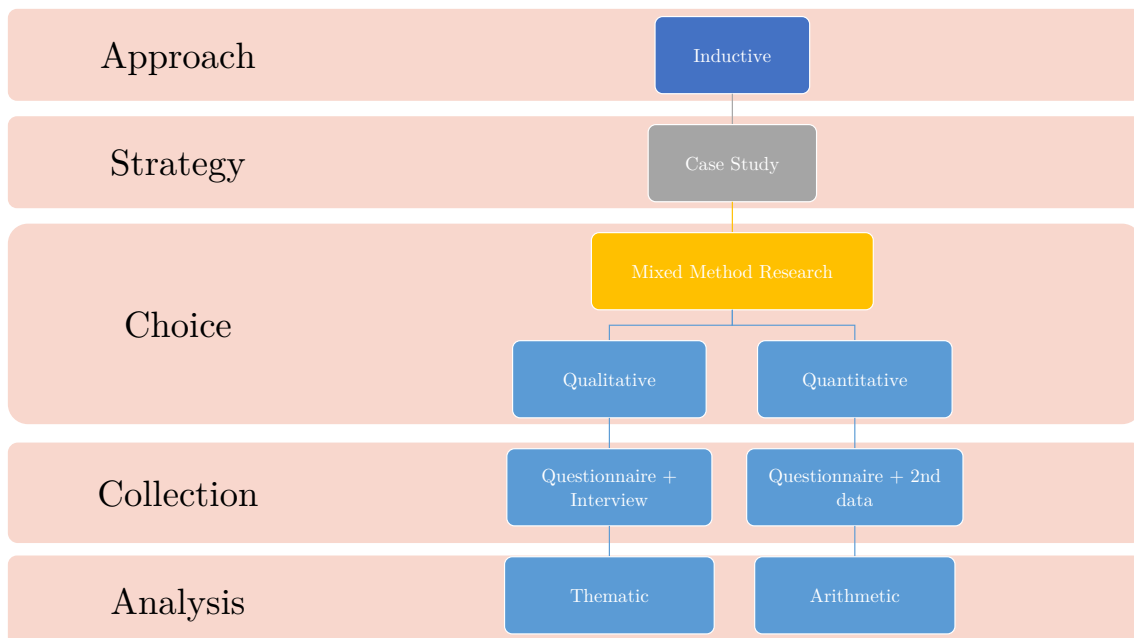 Approach
Inductive
Strategy
Case Study
Choice
Mixed Method Research
Qualitative
Quantitative
Collection
Questionnaire +
Interview
Questionnaire + 2nd
data
Analysis
Thematic
Arithmetic